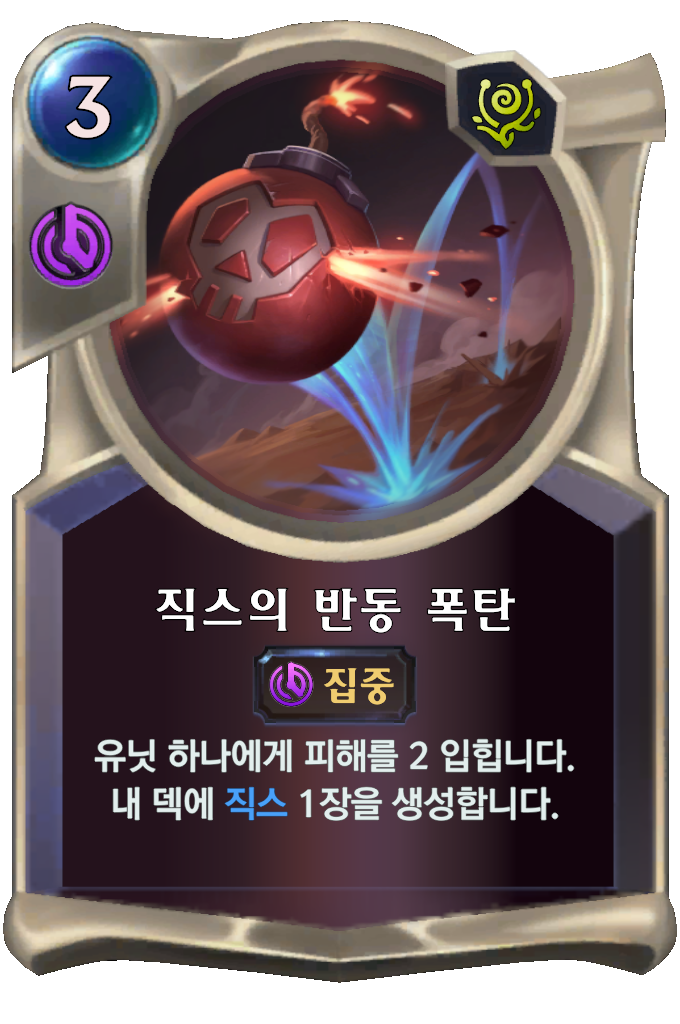 3
직스의 반동 폭탄
집중
유닛 하나에게 피해를 2 입힙니다.
내 덱에 직스 1장을 생성합니다.